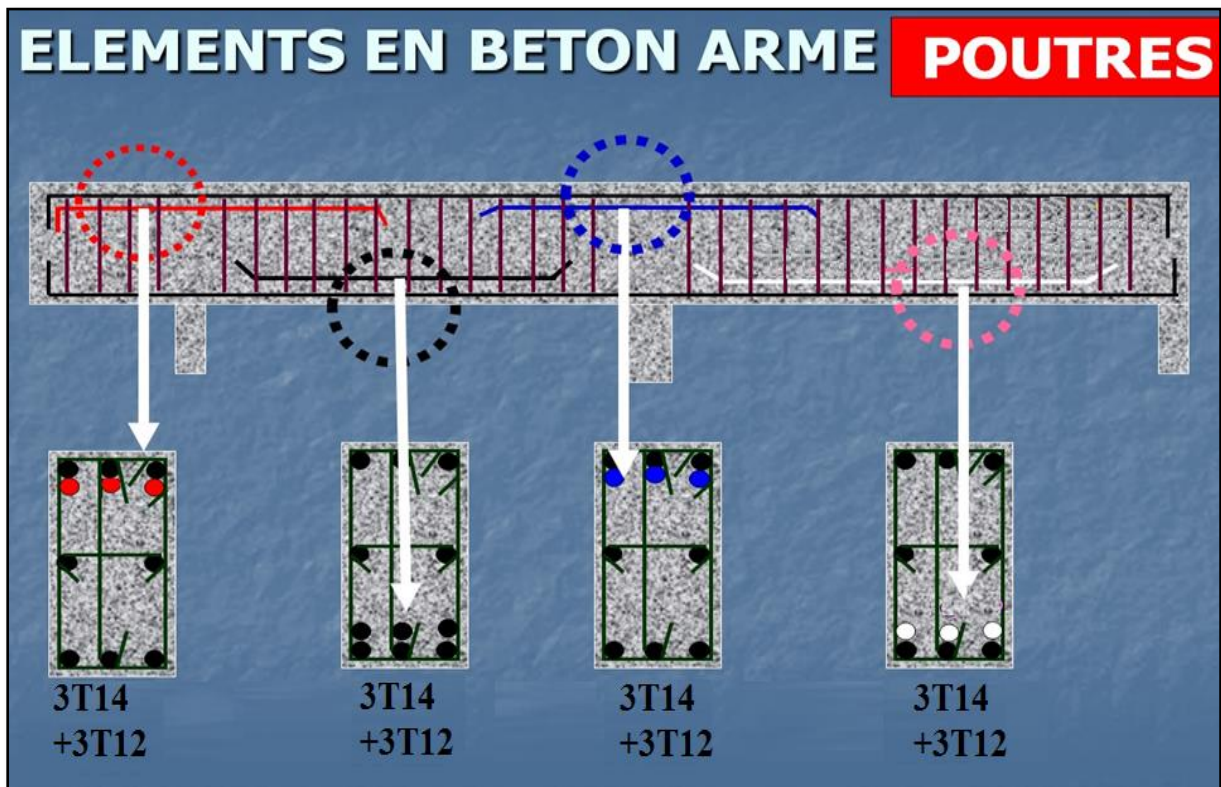 ELEMENTS EN BETON ARME POUTRES
3T14 3T14 3T14 3T14
+3T12 +3T12 +3T12 +3T12